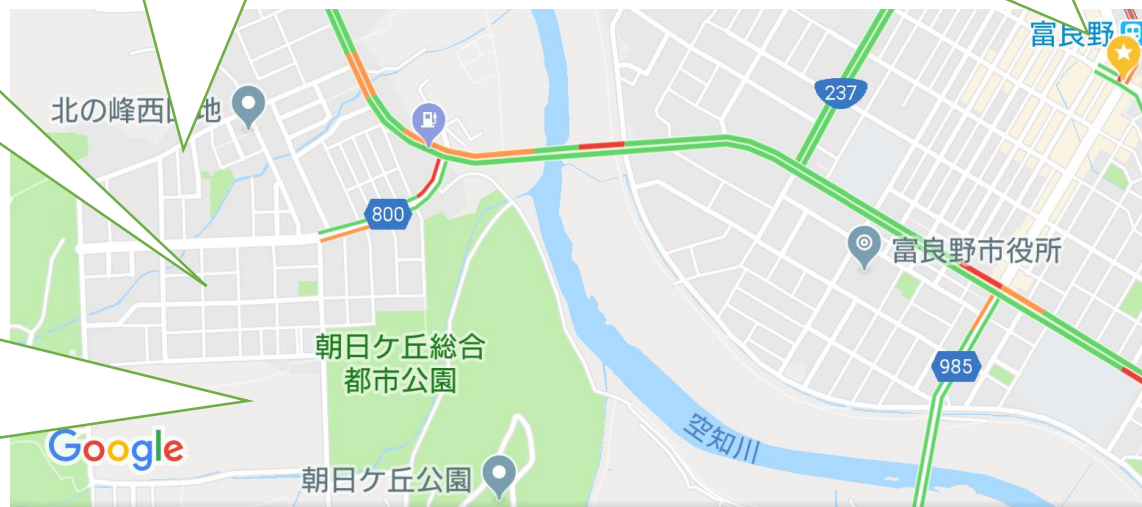 富良野
237
北の峰西団地
800
富良野市役所
朝日ケ丘総合
都市公園
985
空知川
Google
朝日ケ丘公園